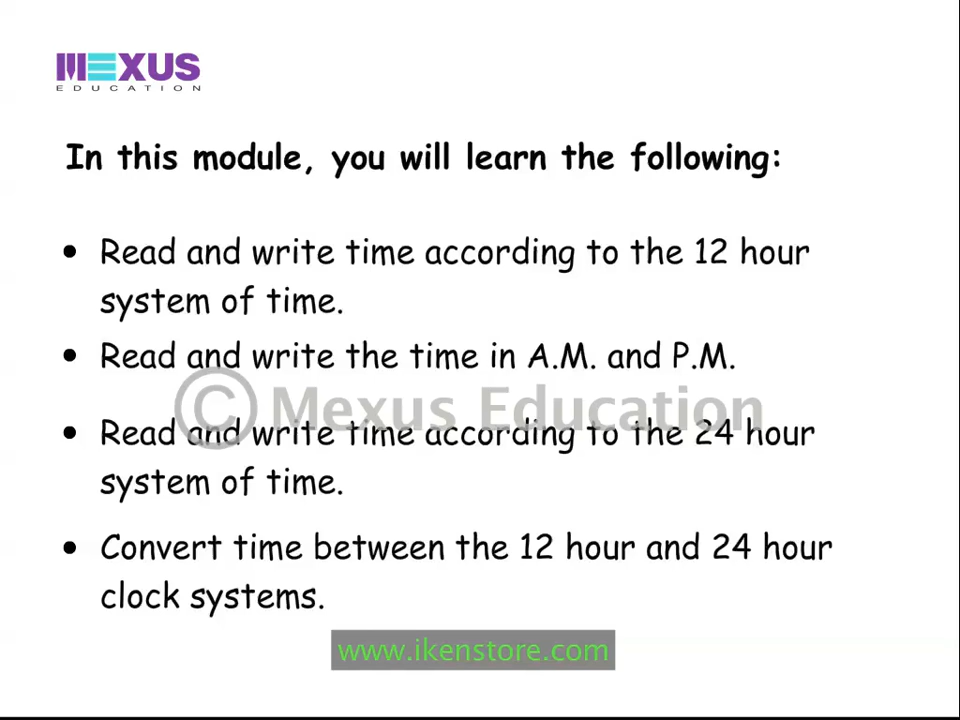 MEXUS
EDUCATION
In this module, you will learn the following:
• Read and write time according to the 12 hour
system of time.
• Read and write the time in A.M. and P.M.
© Mexus Education
• Read and write time according to the 24 hour
system of time.
• Convert time between the 12 hour and 24 hour
clock systems.
www.ikenstore.com